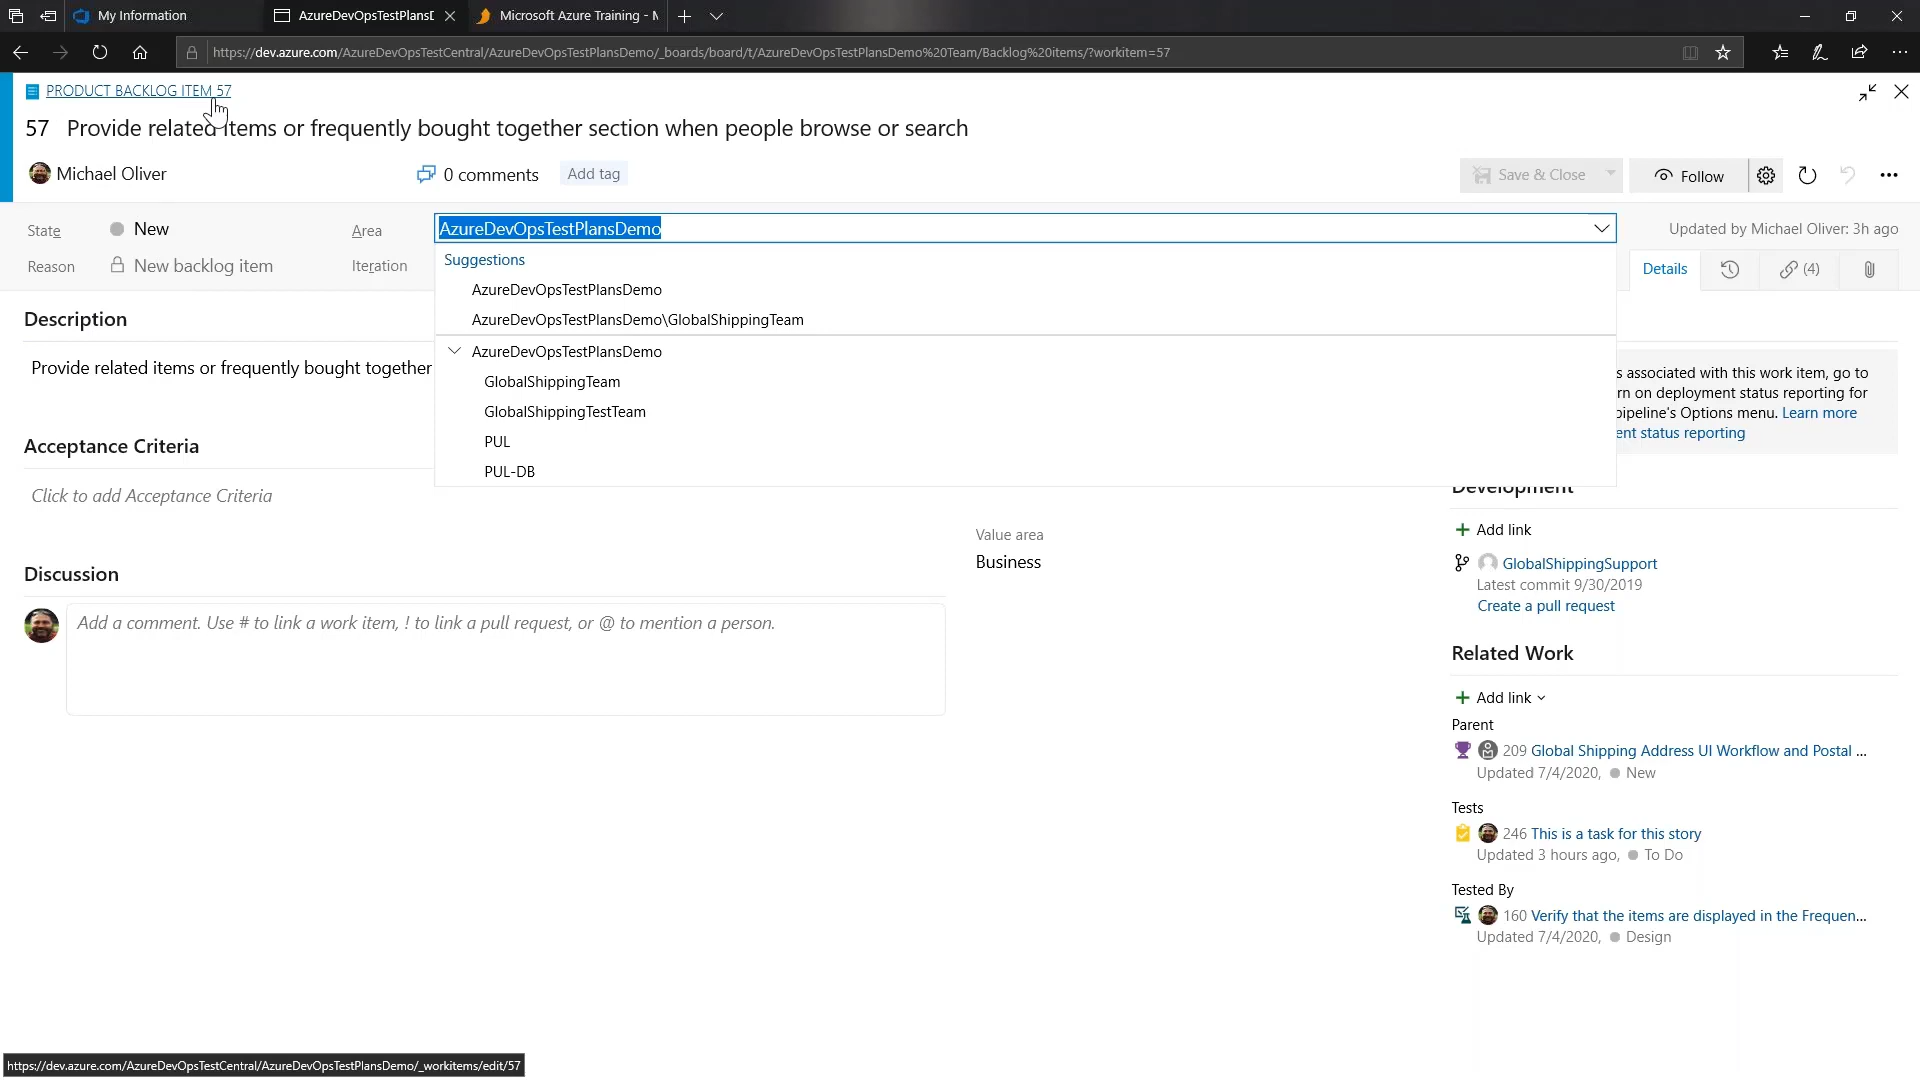 My Information
AzureDevOpsTestPlansD
Microsoft Azure Training - M
https://dev.azure.com/AzureDevOpsTestCentral/AzureDevOpsTestPlansDemo/_boards/board/t/AzureDevOpsTestPlansDemo%20Team/Backlog%20items/?workitem=57
PRODUCT BACKLOG ITEM 57
57 Provide related items or frequently bought together section when people browse or search
Michael Oliver
0 comments
Add tag
Save & Close
Follow
State
New
Area
AzureDevOpsTestPlansDemo
Updated by Michael Oliver: 3h ago
Reason
New backlog item
Iteration
Suggestions
AzureDevOpsTestPlansDemo
AzureDevOpsTestPlansDemo\GlobalShippingTeam
AzureDevOpsTestPlansDemo
GlobalShippingTeam
GlobalShippingTestTeam
PUL
PUL-DB
Details
(4)
Description
Provide related items or frequently bought together
Acceptance Criteria
Click to add Acceptance Criteria
Discussion
Add a comment. Use # to link a work item, ! to link a pull request, or @ to mention a person.
Value area
Business
s associated with this work item, go to
rn on deployment status reporting for
pipeline's Options menu. Learn more
ent status reporting
Development
Add link
GlobalShippingSupport
Latest commit 9/30/2019
Create a pull request
Related Work
Add link
Parent
209 Global Shipping Address UI Workflow and Postal ...
Updated 7/4/2020, New
Tests
246 This is a task for this story
Updated 3 hours ago, To Do
Tested By
160 Verify that the items are displayed in the Frequen...
Updated 7/4/2020, Design
https://dev.azure.com/AzureDevOpsTestCentral/AzureDevOpsTestPlansDemo/_workitems/edit/57